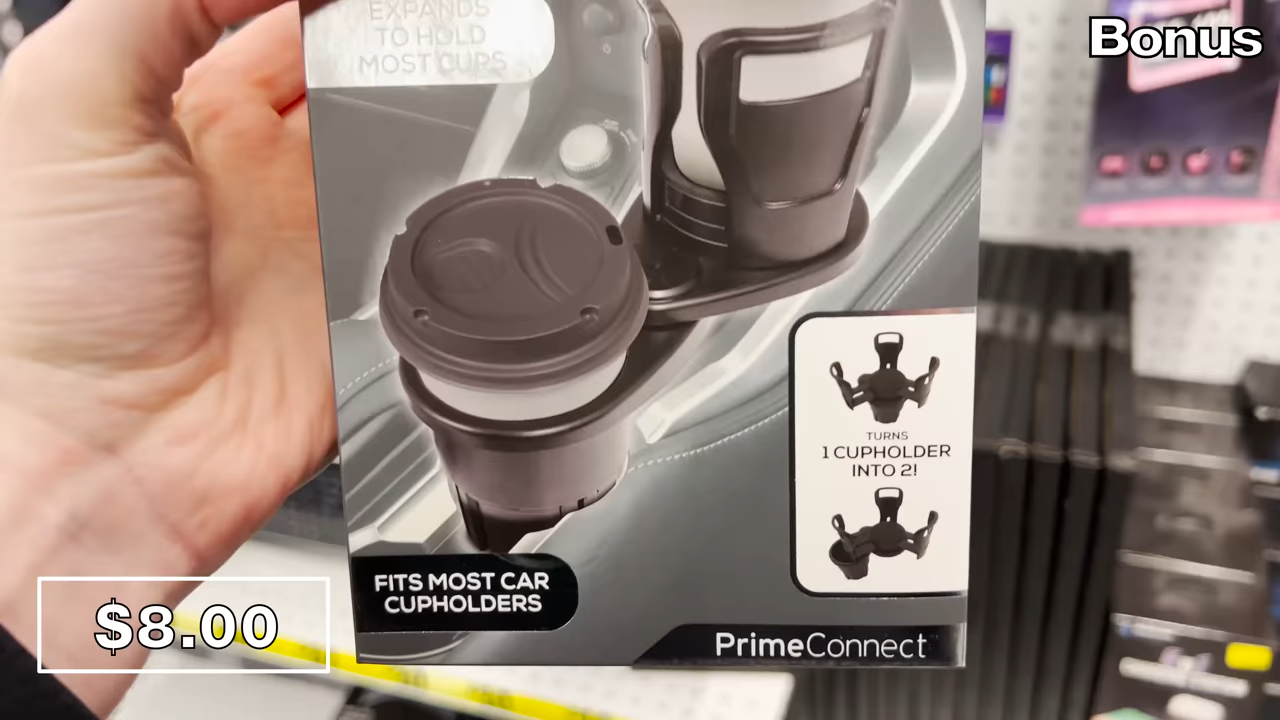 Bonus
EXPANDS
TO HOLD
MOST CUPS
TURNS
1 CUPHOLDER
INTO 2!
FITS MOST CAR
CUPHOLDERS
$8.00
PrimeConnect